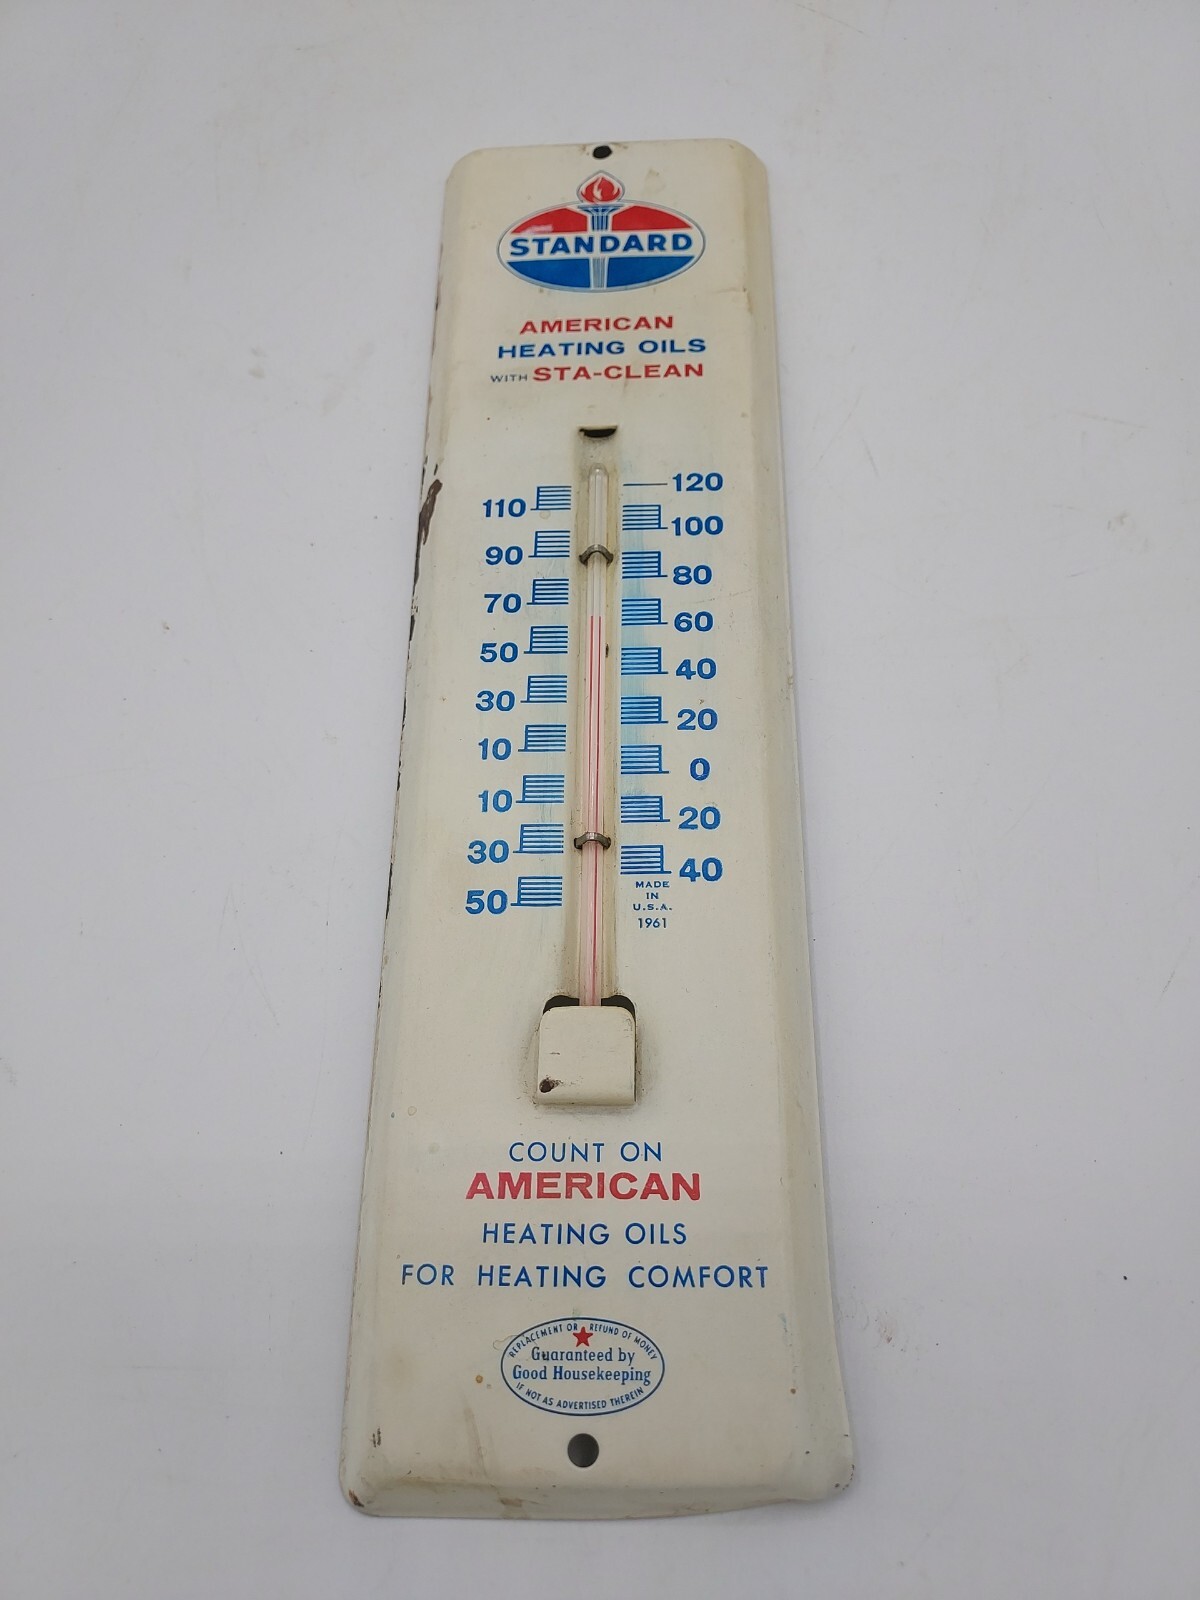 STANDARD
AMERICAN
HEATING OILS
WITH STA-CLEAN
120
110
100
90
80
70
60
50
40
30
20
10
0
10
20
30
40
50
MADE
IN
U.S.A.
1961
COUNT ON
AMERICAN
HEATING OILS
FOR HEATING COMFORT
REPLACEMENT OR REFUND OF MONEY
Guaranteed by
Good Housekeeping
IF NOT AS ADVERTISED THEREIN